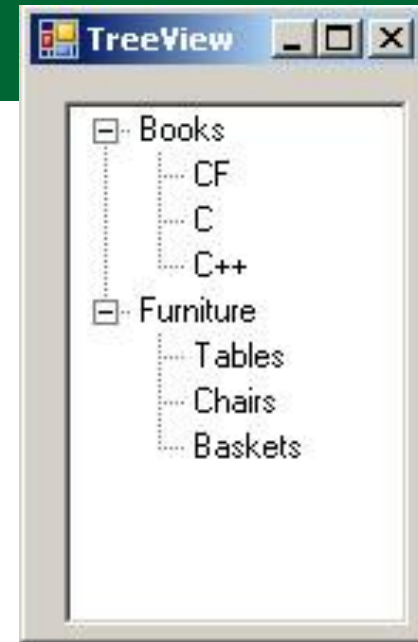 TreeView
Books
CF
C
C++
Furniture
Tables
Chairs
Baskets